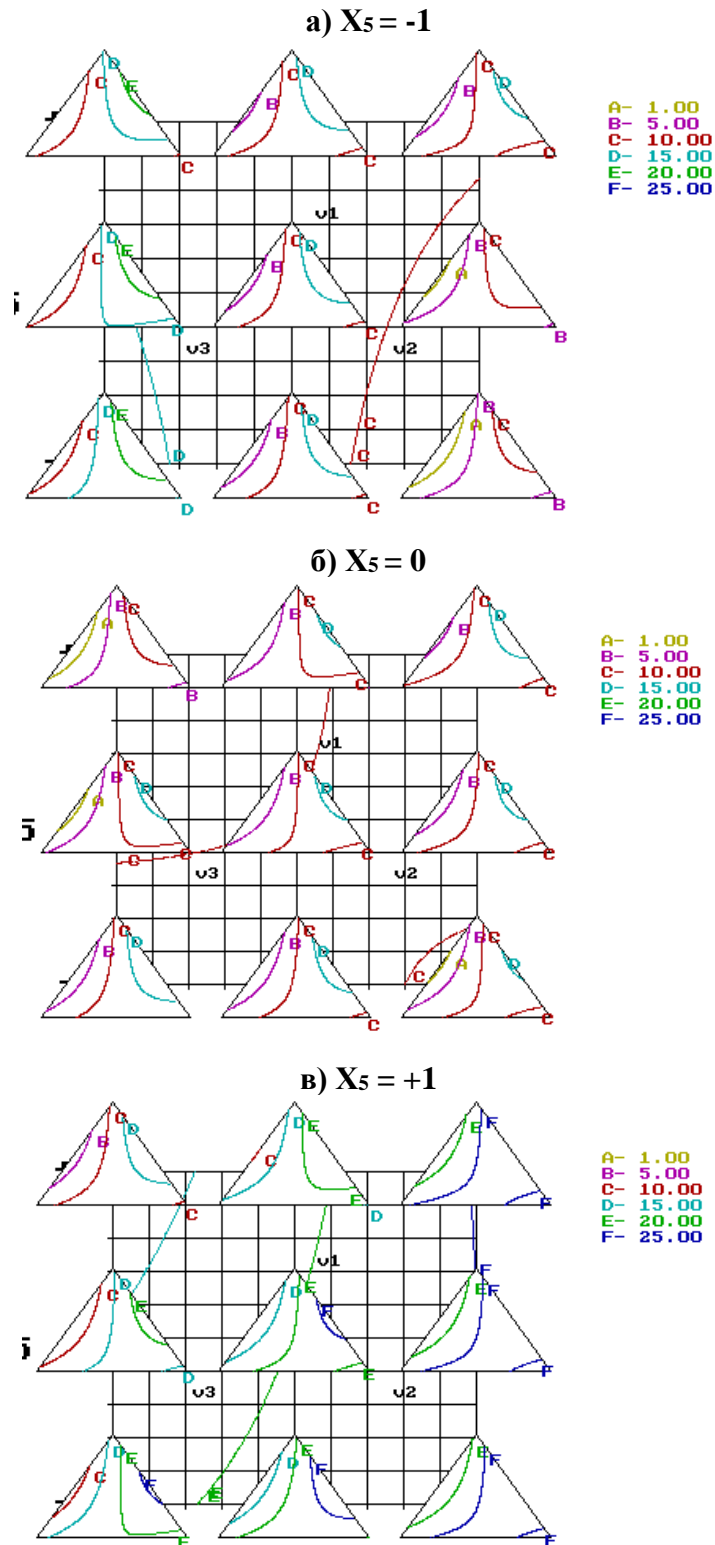 а) X₅ = -1
D C D C D
C E B B
A- 1.00
B- 5.00
C- 10.00
D- 15.00
E- 20.00
F- 25.00
C C C
v1
D C D B C
C E B A
D C B
v3 v2
D E C D B C
C B A
C
D C
D C B
б) X₅ = 0
B C C C D
A B D B
A- 1.00
B- 5.00
C- 10.00
D- 15.00
E- 20.00
F- 25.00
B C C
v1
C C C
B D B D B D
A
C C C
C
v3 v2
C D C B C
B B D A D
C
C C
в) X₅ = +1
C D D E E F
B C
A- 1.00
B- 5.00
C- 10.00
D- 15.00
E- 20.00
F- 25.00
C E D F
v1
D D E F
C E F E F
D E F
v3 v2
D E E E
C F D F F
E
E F